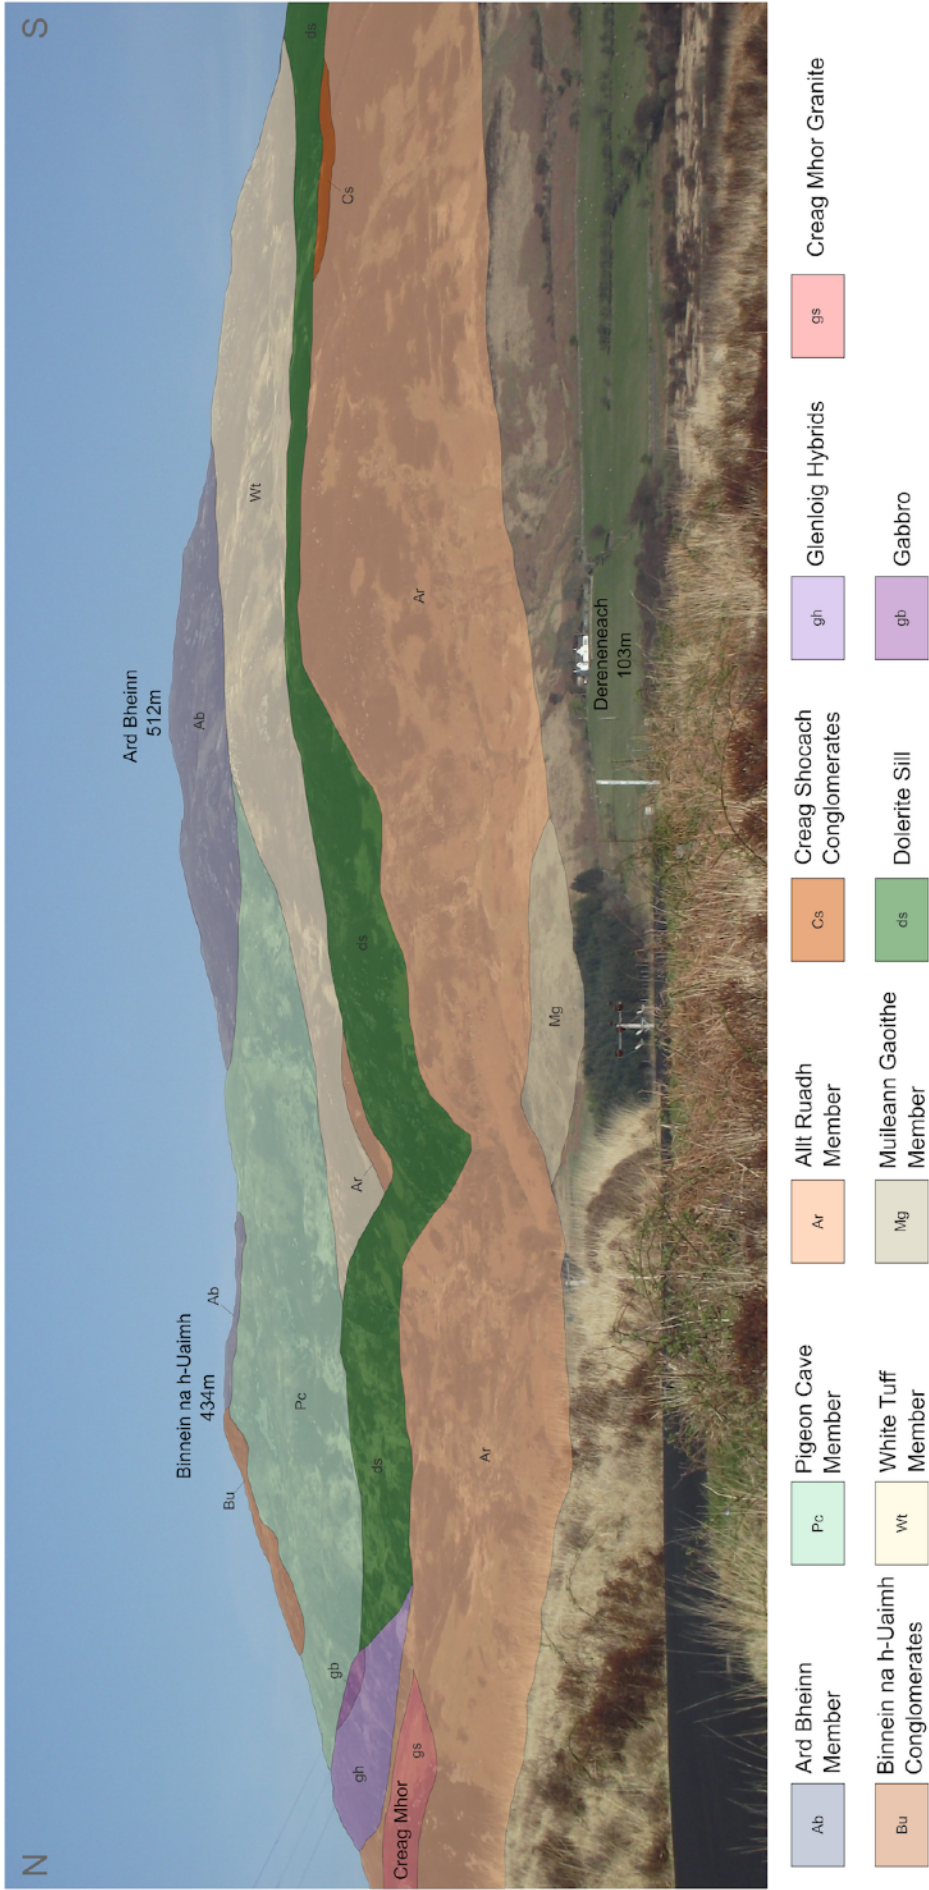 N
S
Ard Bheinn
512m
Binnein na h-Uaimh
434m
Ab
Ab
Bu
Pc
Wt
ds
Cs
Ar
ds
Ar
ds
gb
gh
Ar
Ar
Mg
gs
Creag Mhor
Dereneneach
103m
Ab
Ard Bheinn
Member
Pc
Pigeon Cave
Member
Ar
Allt Ruadh
Member
Cs
Creag Shocach
Conglomerates
gh
Glenloig Hybrids
gs
Creag Mhor Granite
Bu
Binnein na h-Uaimh
Conglomerates
Wt
White Tuff
Member
Mg
Muileann Gaoithe
Member
ds
Dolerite Sill
gb
Gabbro